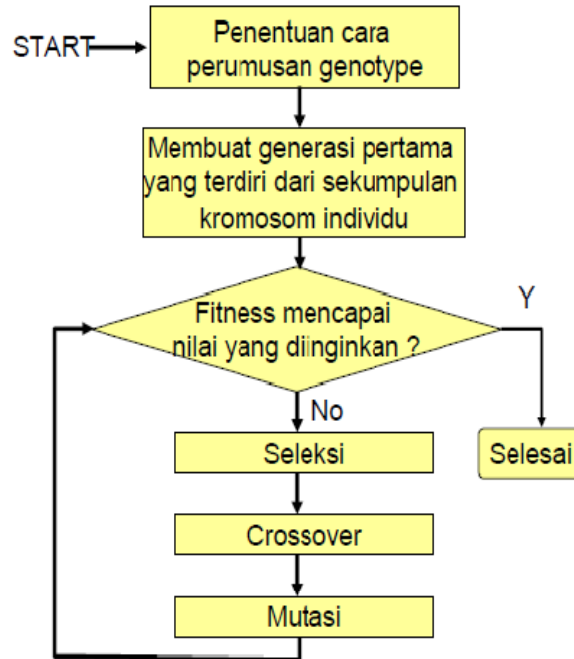 START
Penentuan cara
perumusan genotype
Membuat generasi pertama
yang terdiri dari sekumpulan
kromosom individu
Fitness mencapai
nilai yang diinginkan ?
Y
No
Seleksi
Selesai
Crossover
Mutasi